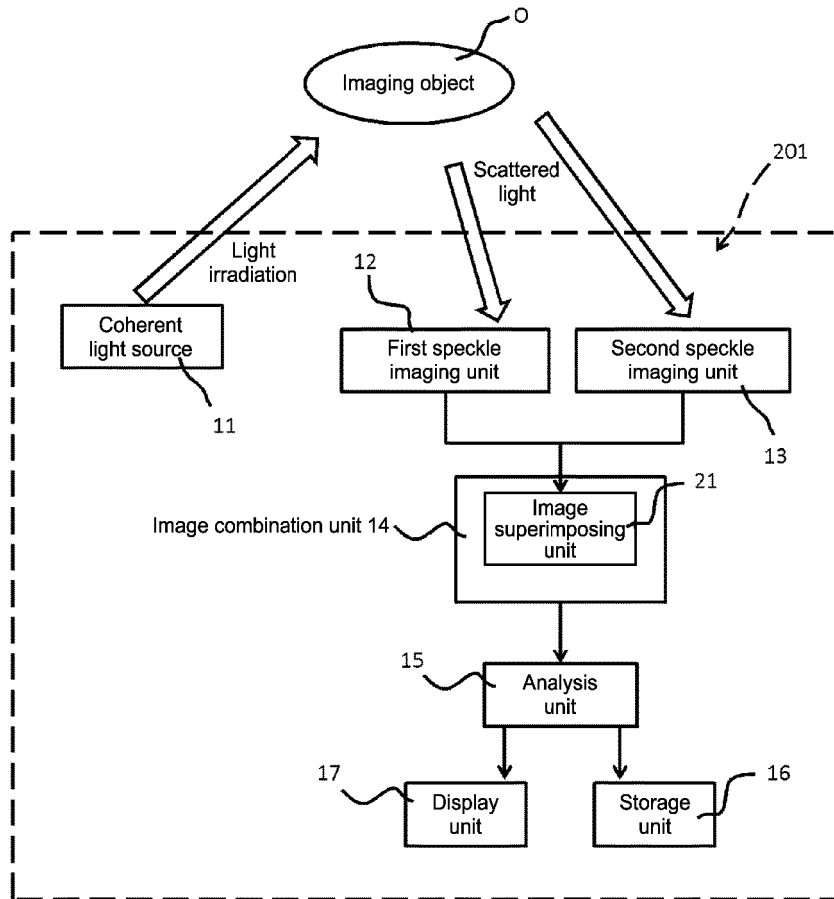 O
Imaging object
201
Scattered
light
Light
irradiation
12
Coherent
light source
First speckle
imaging unit
Second speckle
imaging unit
11
13
21
Image combination unit 14
Image
superimposing
unit
15
Analysis
unit
17
16
Display
unit
Storage
unit